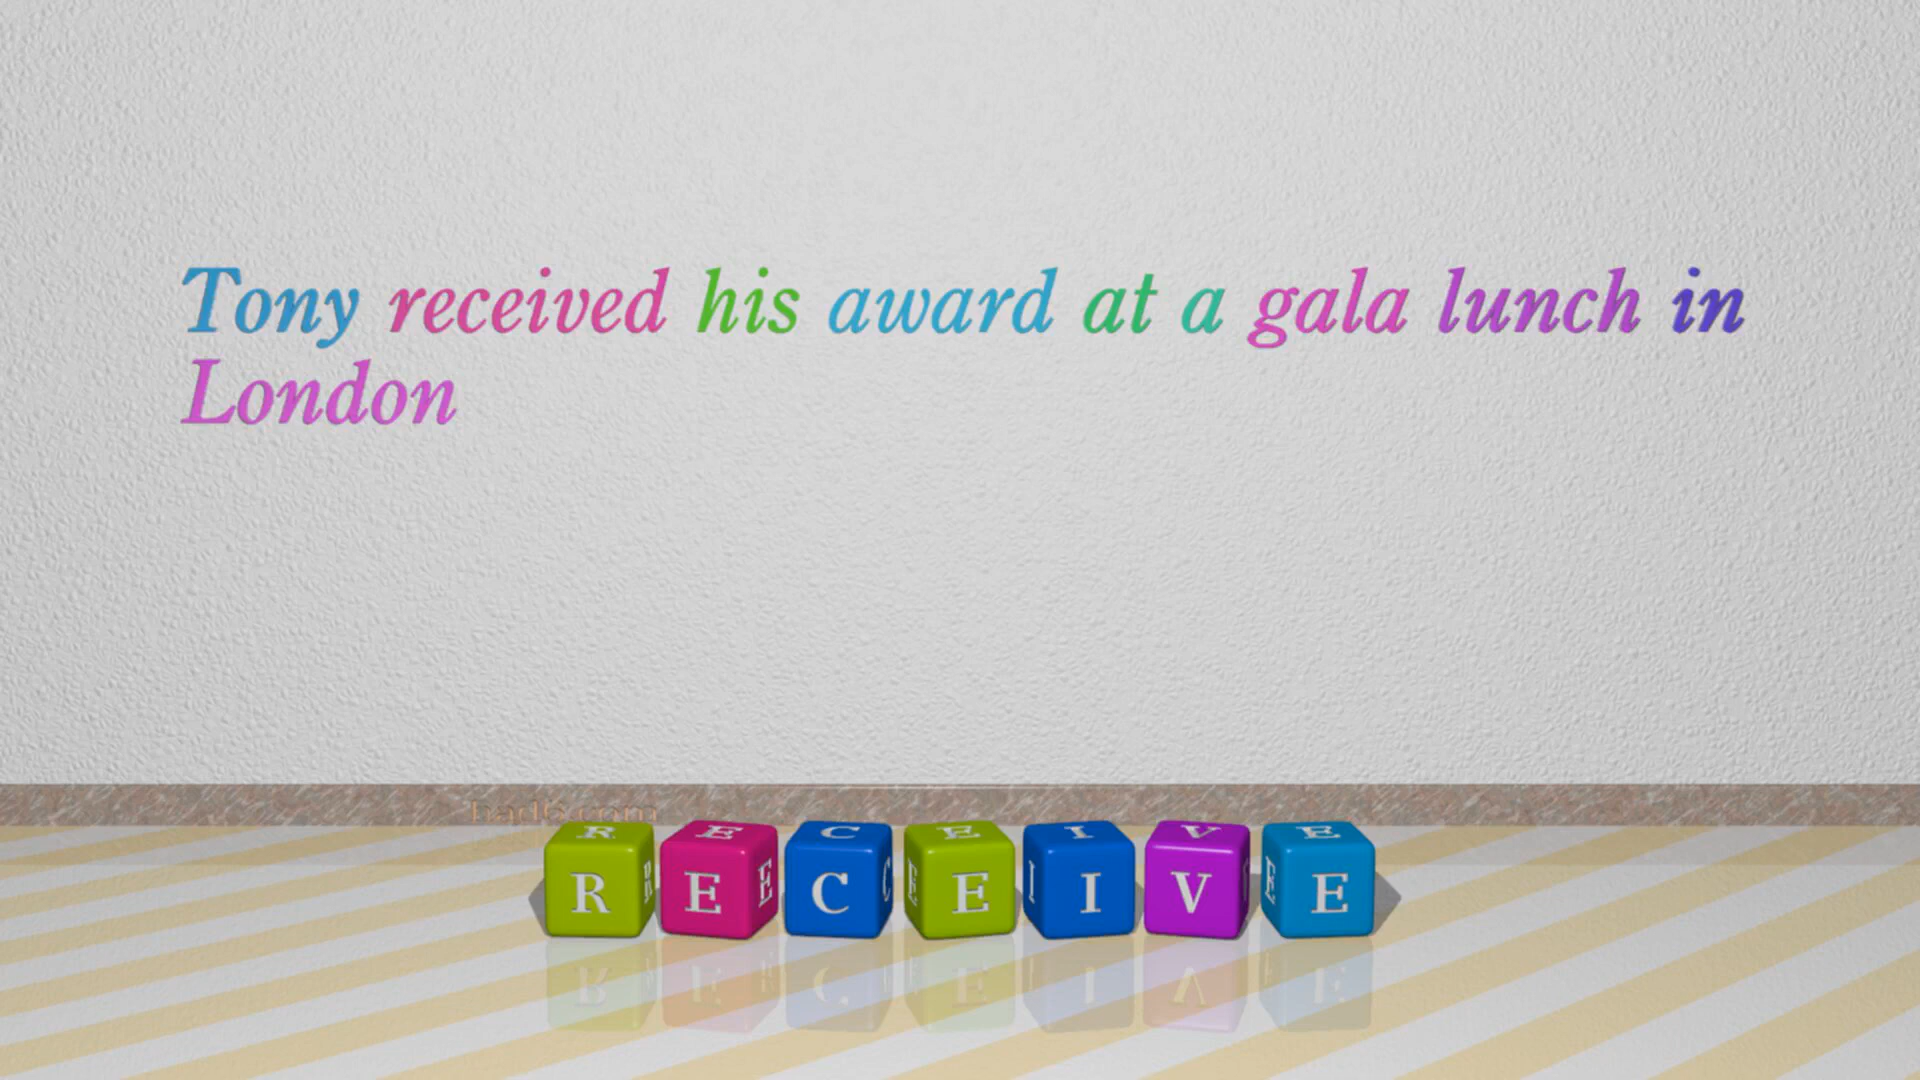 Tony received his award at a gala lunch in
London
RECEIVE